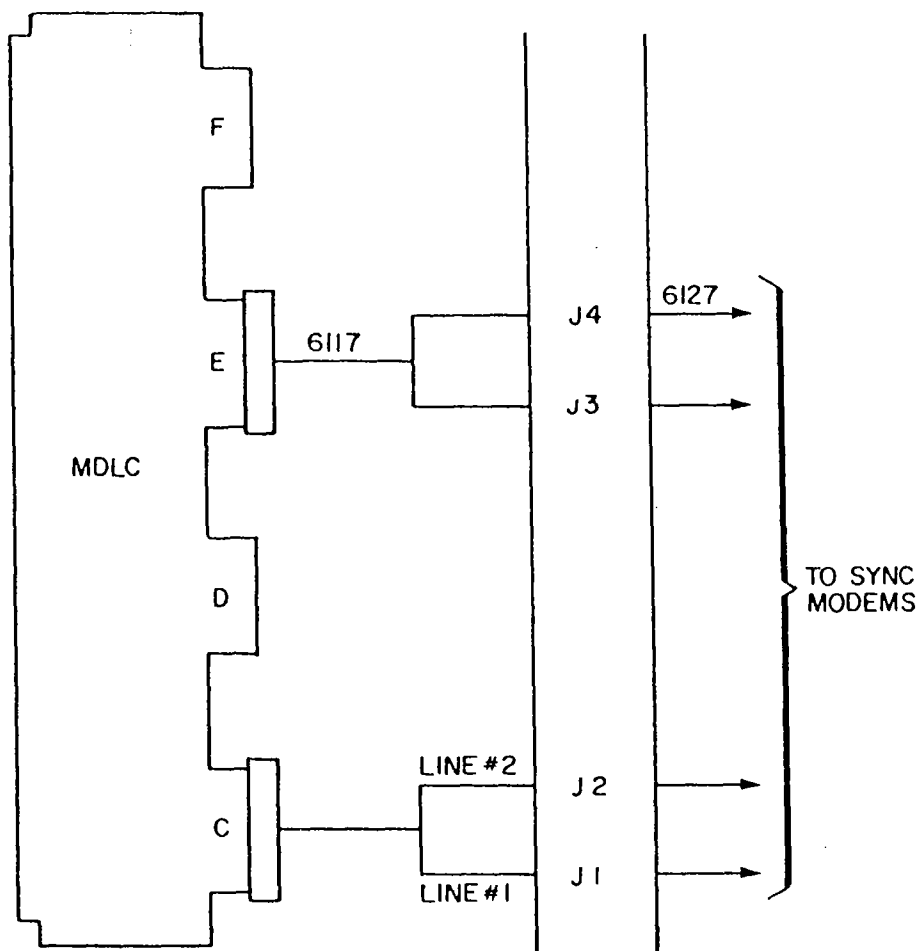 F
J4
6127
6117
E
J3
MDLC
D
TO SYNC
MODEMS
LINE #2
J2
C
J1
LINE #1